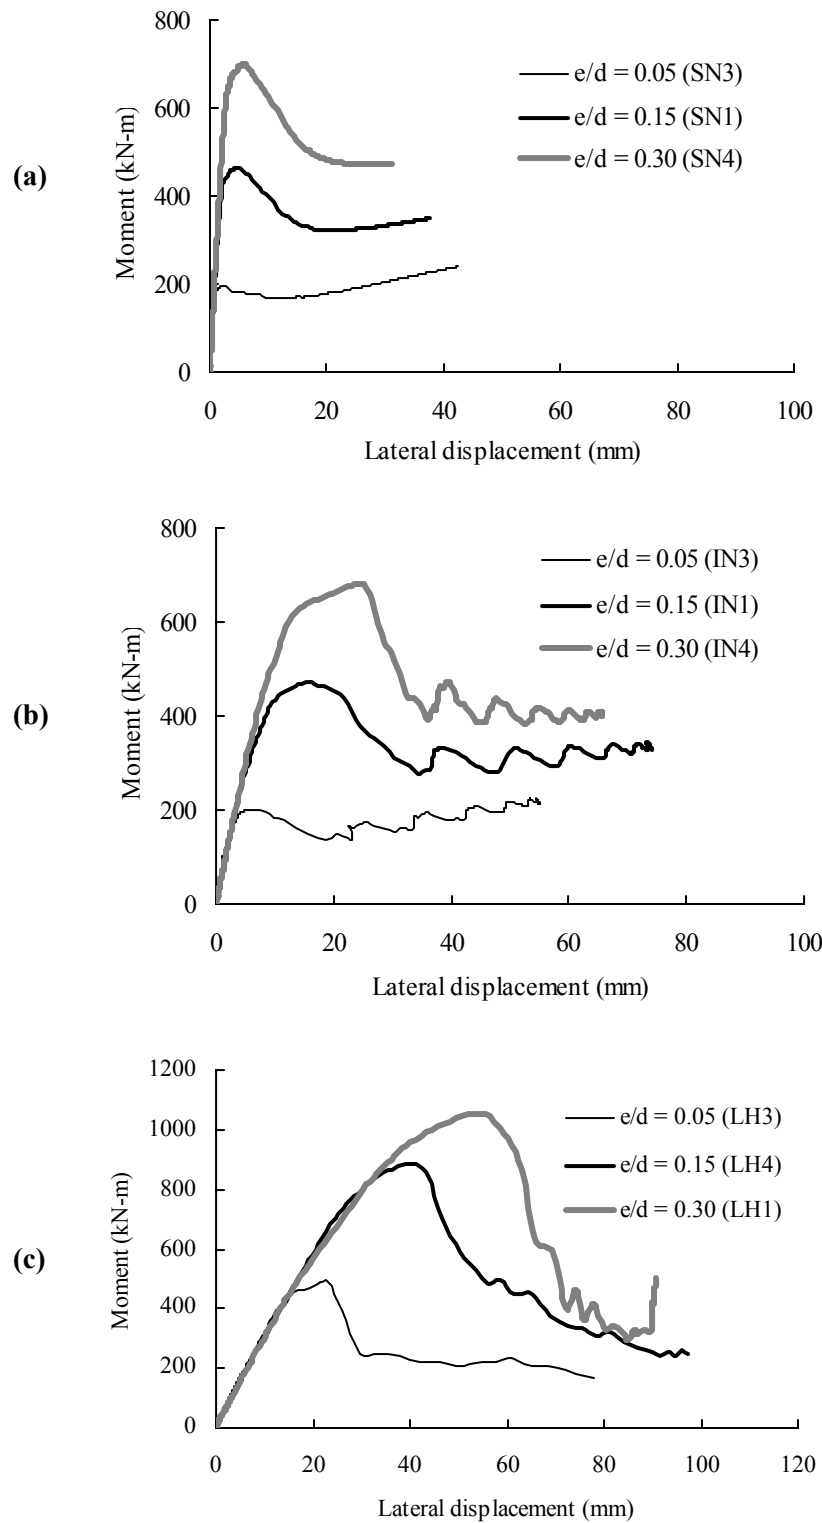 (a)
Moment (kN-m)
800
600
400
200
0
e/d = 0.05 (SN3)
e/d = 0.15 (SN1)
e/d = 0.30 (SN4)
0 20 40 60 80 100
Lateral displacement (mm)
(b)
Moment (kN-m)
800
600
400
200
0
e/d = 0.05 (IN3)
e/d = 0.15 (IN1)
e/d = 0.30 (IN4)
0 20 40 60 80 100
Lateral displacement (mm)
(c)
Moment (kN-m)
1200
1000
800
600
400
200
0
e/d = 0.05 (LH3)
e/d = 0.15 (LH4)
e/d = 0.30 (LH1)
0 20 40 60 80 100 120
Lateral displacement (mm)